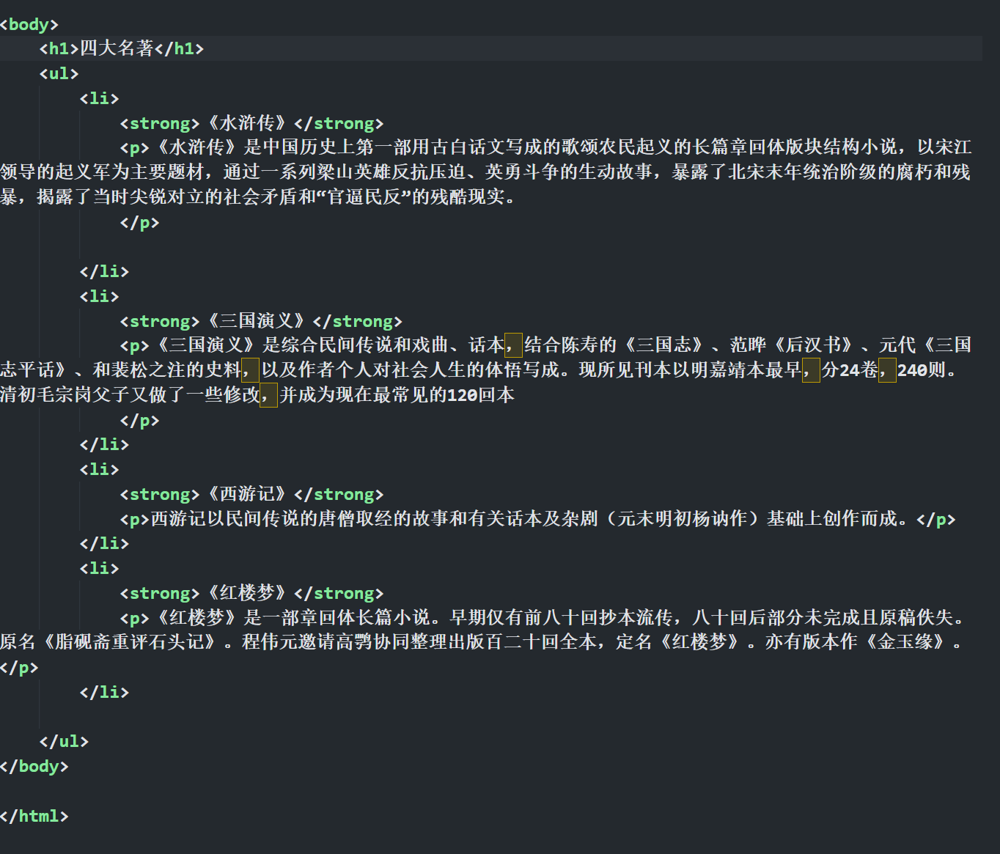 <body>
<h1>四大名著</h1>
<ul>
<li>
<strong>《水浒传》</strong>
<p>《水浒传》是中国历史上第一部用古白话文写成的歌颂农民起义的长篇章回体版块结构小说，以宋江
领导的起义军为主要题材，通过一系列梁山英雄反抗压迫、英勇斗争的生动故事，暴露了北宋末年统治阶级的腐朽和残
暴，揭露了当时尖锐对立的社会矛盾和“官逼民反”的残酷现实。
</p>
</li>
<li>
<strong>《三国演义》</strong>
<p>《三国演义》是综合民间传说和戏曲、话本，结合陈寿的《三国志》、范晔《后汉书》、元代《三国
志平话》、和裴松之注的史料，以及作者个人对社会人生的体悟写成。现所见刊本以明嘉靖本最早，分24卷，240则。
清初毛宗岗父子又做了一些修改，并成为现在最常见的120回本
</p>
</li>
<li>
<strong>《西游记》</strong>
<p>西游记以民间传说的唐僧取经的故事和有关话本及杂剧（元末明初杨讷作）基础上创作而成。</p>
</li>
<li>
<strong>《红楼梦》</strong>
<p>《红楼梦》是一部章回体长篇小说。早期仅有前八十回抄本流传，八十回后部分未完成且原稿佚失。
原名《脂砚斋重评石头记》。程伟元邀请高鹗协同整理出版百二十回全本，定名《红楼梦》。亦有版本作《金玉缘》。
</p>
</li>
</ul>
</body>
</html>